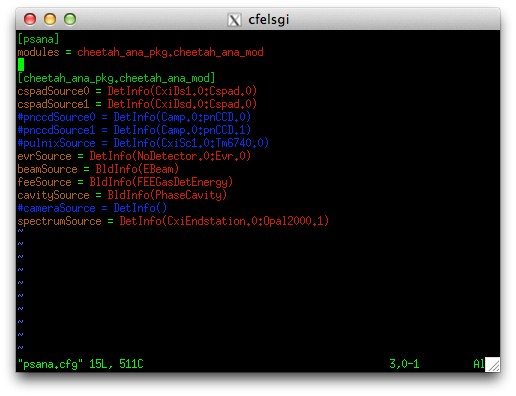 cfelsgi
[psana]
modules = cheetah_ana_pkg.cheetah_ana_mod
[cheetah_ana_pkg.cheetah_ana_mod]
cspadSource0 = DetInfo(CxiDs1.0:Cspad.0)
cspadSource1 = DetInfo(CxiDsd.0:Cspad.0)
#pnccdSource0 = DetInfo(Camp.0:pnCCD.0)
#pnccdSource1 = DetInfo(Camp.0:pnCCD.1)
#pulnixSource = DetInfo(CxiSc1.0:Tm6740.0)
evrSource = DetInfo(NoDetector.0:Evr.0)
beamSource = BldInfo(EBeam)
feeSource = BldInfo(FEEGasDetEnergy)
cavitySource = BldInfo(PhaseCavity)
#cameraSource = DetInfo()
spectrumSource = DetInfo(CxiEndstation.0:Opal2000.1)
~
~
~
~
~
~
~
~
~
~
"psana.cfg" 15L, 511C 3,0-1 Al